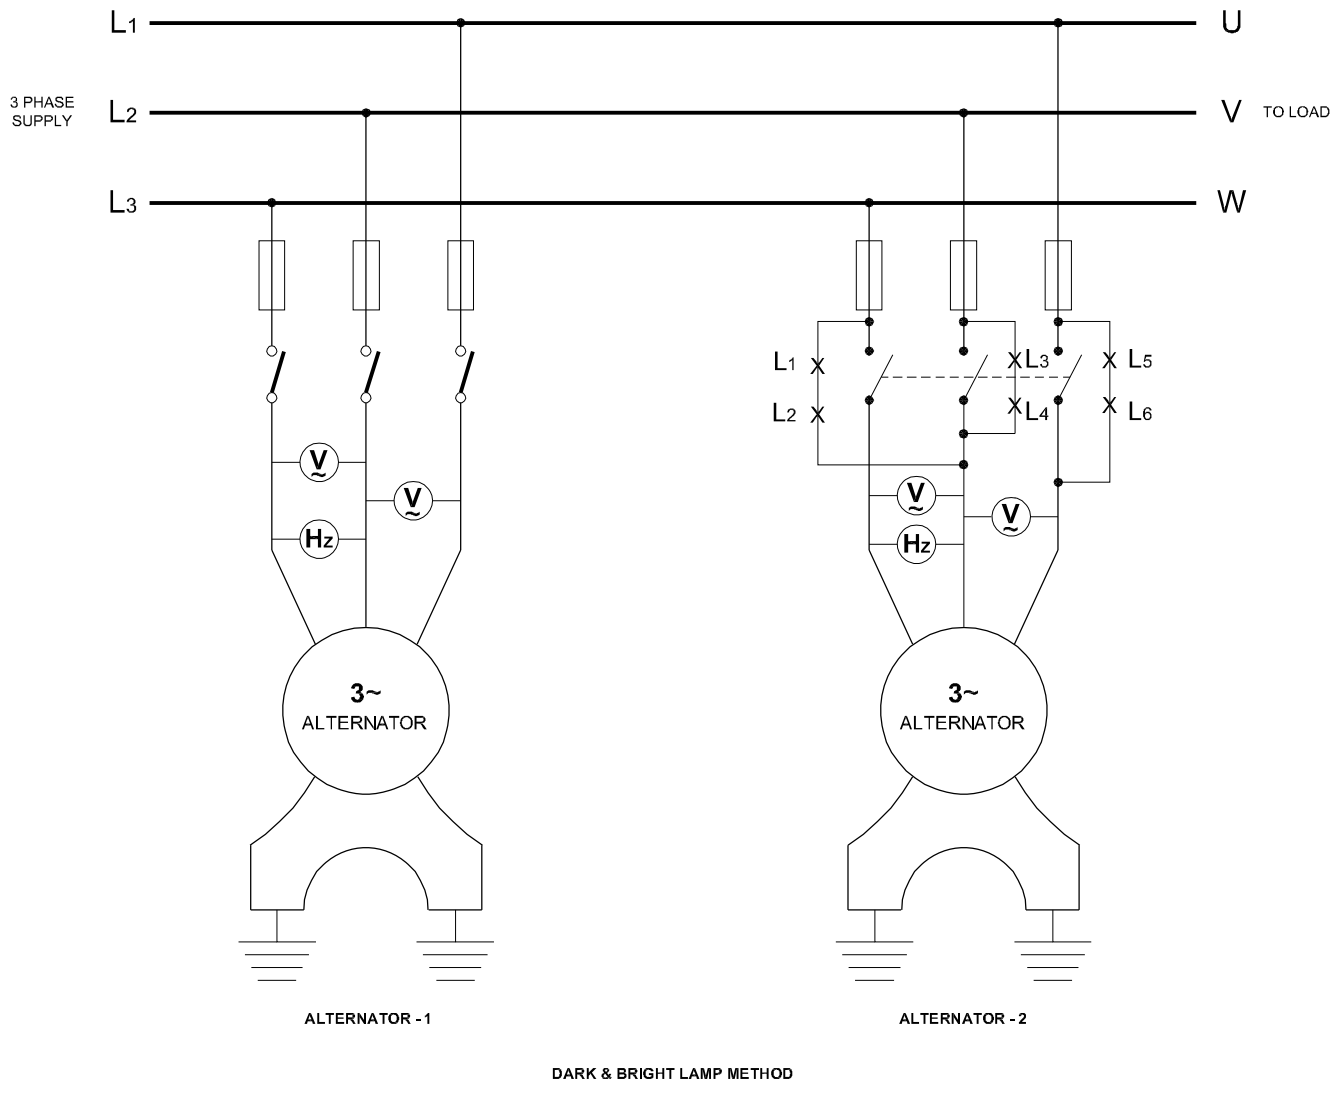 L1
U
3 PHASE
SUPPLY
L2
V
TO LOAD
L3
W
L1
L2
L3
L4
L5
L6
V
~
V
~
Hz
V
~
V
~
Hz
3~
ALTERNATOR
3~
ALTERNATOR
ALTERNATOR - 1
ALTERNATOR - 2
DARK & BRIGHT LAMP METHOD